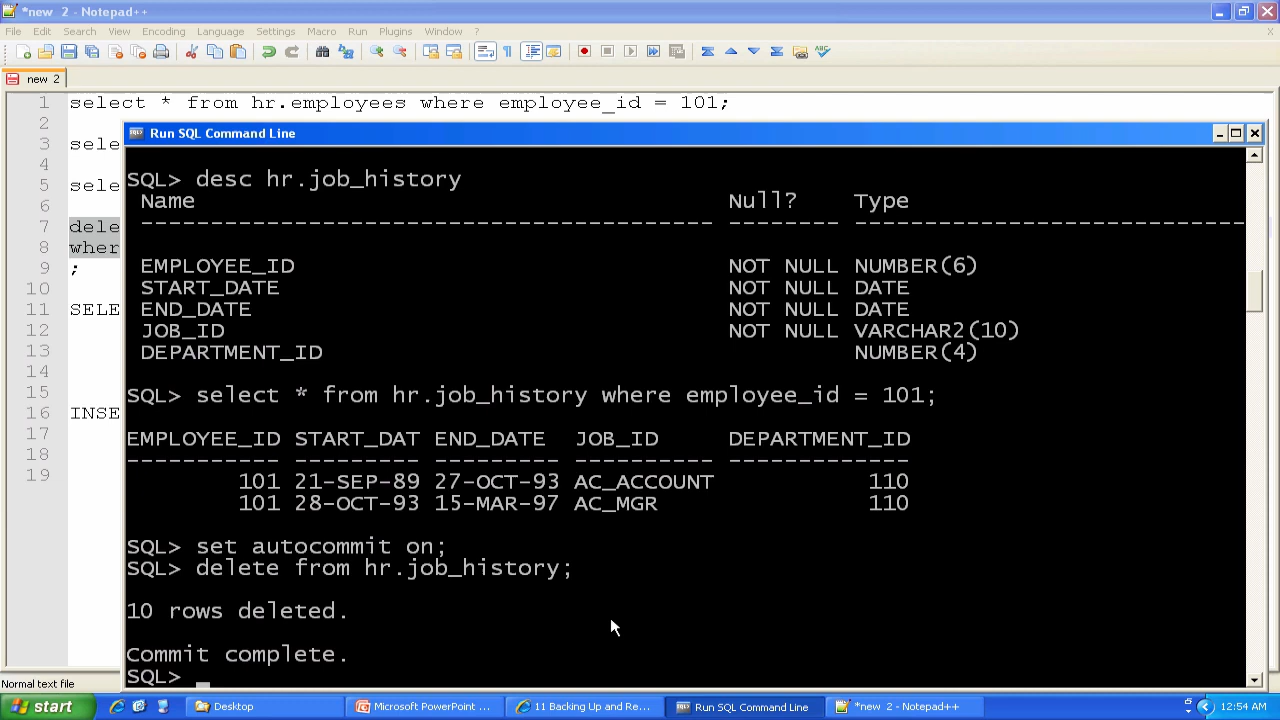 *new 2 - Notepad++
File Edit Search View Encoding Language Settings Macro Run Plugins Window ?
new 2
1 select * from hr.employees where employee_id = 101;
2
Run SQL Command Line
3 sele
4
5 sele
6
7 dele
8 wher
9 ;
10
11 SELE
12
13
14
15
16 INSE
17
18
19
SQL> desc hr.job_history
Name Null? Type
----------------------------------------- -------- ----------------------------
EMPLOYEE_ID NOT NULL NUMBER(6)
START_DATE NOT NULL DATE
END_DATE NOT NULL DATE
JOB_ID NOT NULL VARCHAR2(10)
DEPARTMENT_ID NUMBER(4)
SQL> select * from hr.job_history where employee_id = 101;
EMPLOYEE_ID START_DAT END_DATE JOB_ID DEPARTMENT_ID
----------- --------- --------- ---------- -------------
101 21-SEP-89 27-OCT-93 AC_ACCOUNT 110
101 28-OCT-93 15-MAR-97 AC_MGR 110
SQL> set autocommit on;
SQL> delete from hr.job_history;
10 rows deleted.
Commit complete.
SQL> _
Normal text file
start Desktop Microsoft PowerPoint ... 11 Backing Up and Re... Run SQL Command Line *new 2 - Notepad++ 12:54 AM